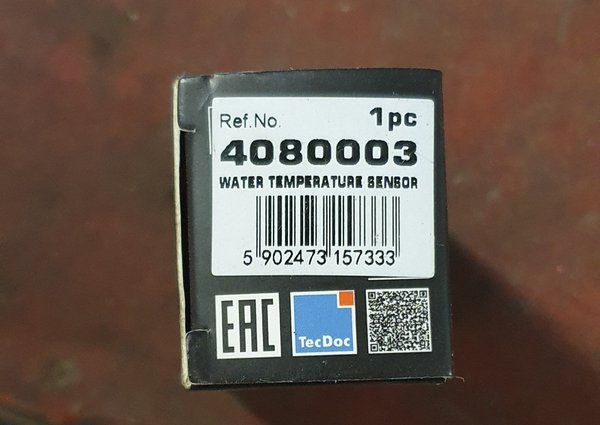 Ref.No. 1pc
4080003
WATER TEMPERATURE SENSOR
5 902473 157333
EAC TecDoc